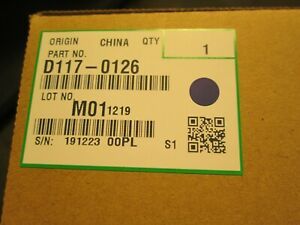 ORIGIN CHINA QTY 1
PART NO.
D117-0126
LOT NO
M01 1219
S/N: 191223 00PL S1